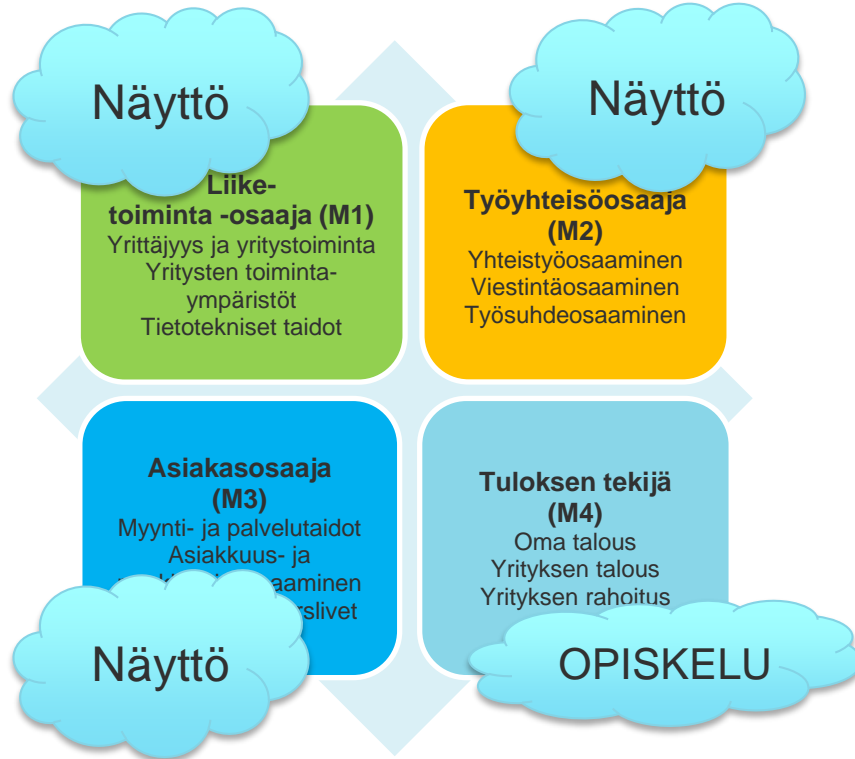 Näyttö
Näyttö
Liike-
toiminta -osaaja (M1)
Yrittäjyys ja yritystoiminta
Yritysten toiminta-
ympäristöt
Tietotekniset taidot
Työyhteisöosaaja
(M2)
Yhteistyöosaaminen
Viestintäosaaminen
Työsuhdeosaaminen
Asiakasosaaja
(M3)
Myynti- ja palvelutaidot
Asiakkuus- ja
Tuloksen tekijä
(M4)
Oma talous
Yrityksen talous
Yrityksen rahoitus
Näyttö
OPISKELU